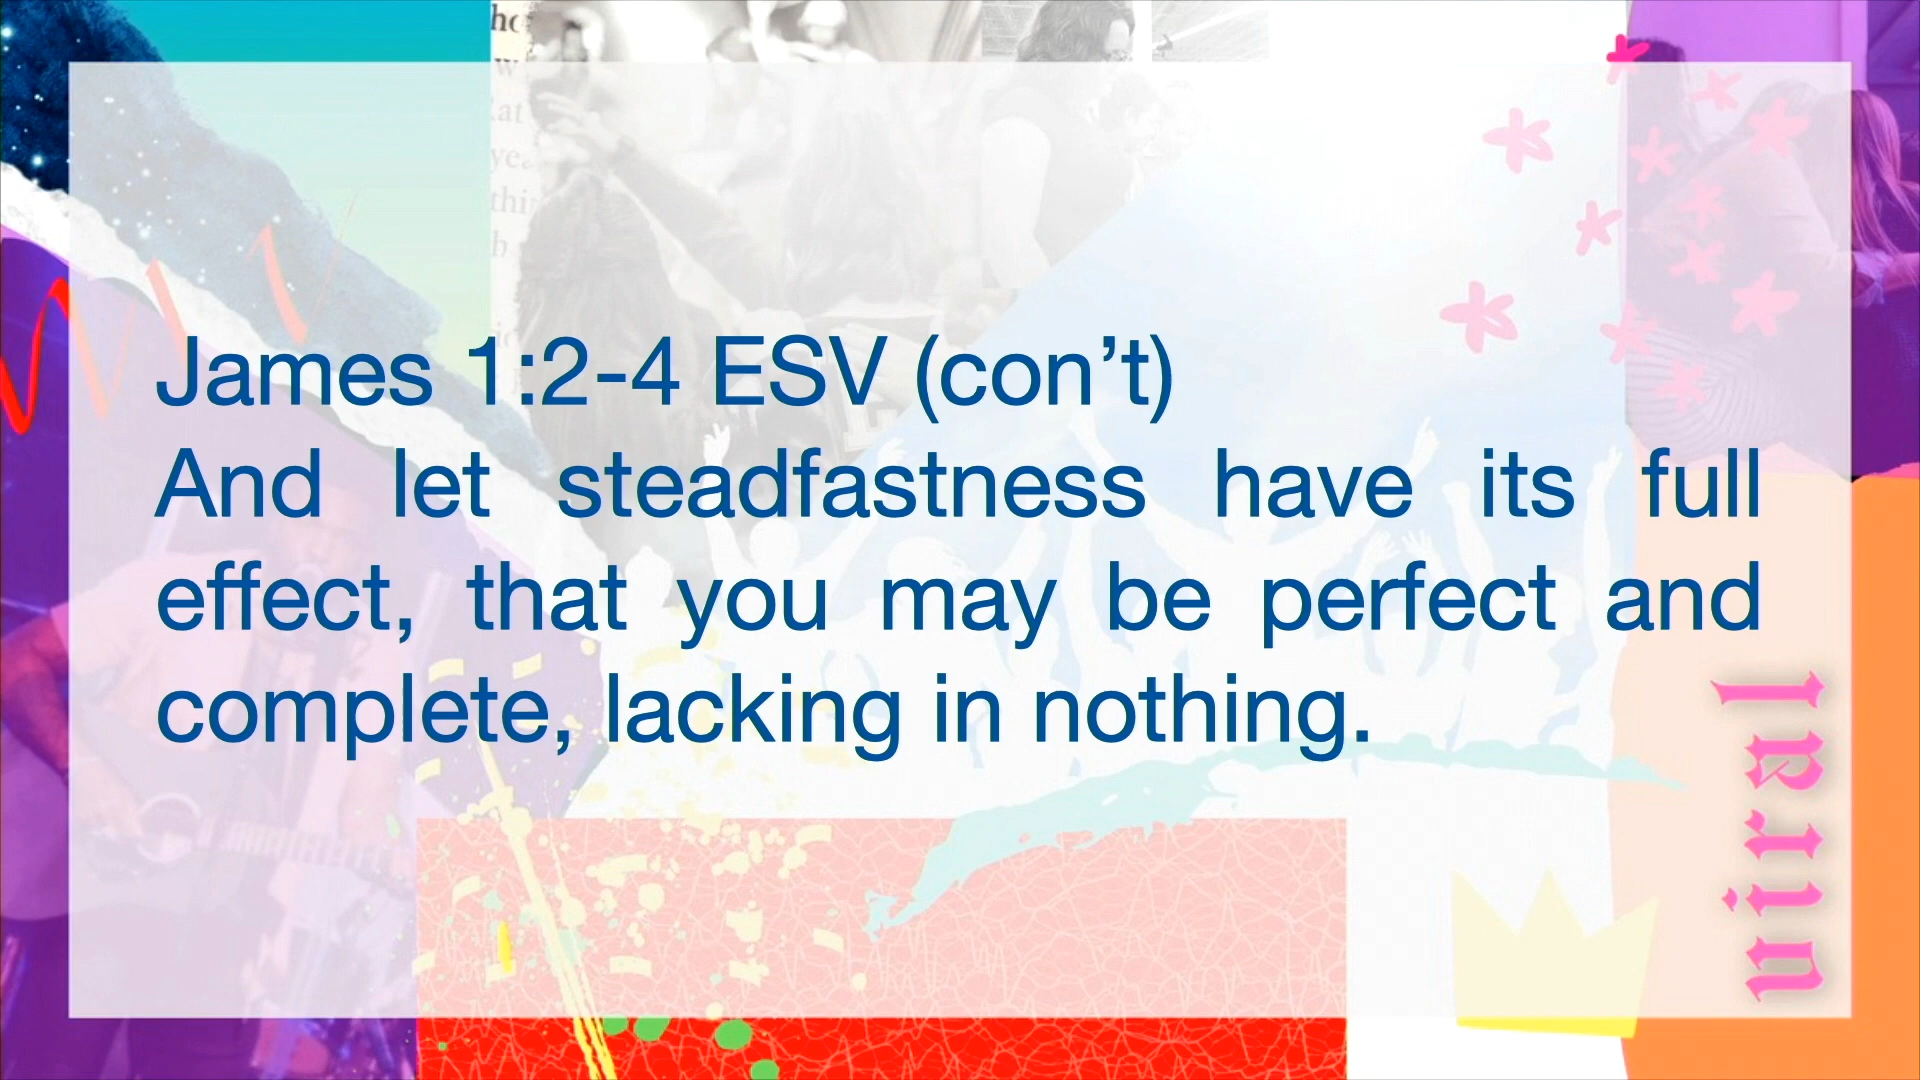 James 1:2-4 ESV (con’t)
And let steadfastness have its full
effect, that you may be perfect and
complete, lacking in nothing.
viral